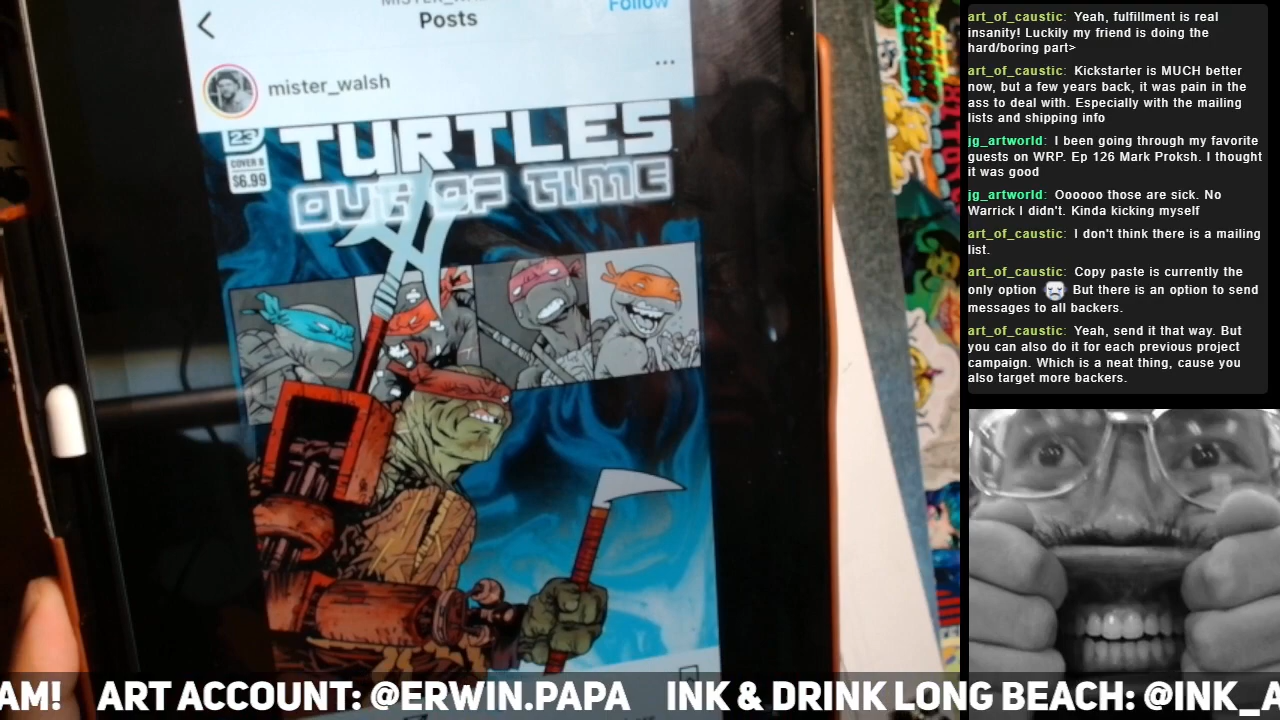 Posts
Follow
mister_walsh
...
23
COVER B
$6.99
TURTLES
OUT OF TIME
art_of_caustic: Yeah, fulfillment is real
insanity! Luckily my friend is doing the
hard/boring part>
art_of_caustic: Kickstarter is MUCH better
now, but a few years back, it was pain in the
ass to deal with. Especially with the mailing
lists and shipping info
jg_artworld: I been going through my favorite
guests on WRP. Ep 126 Mark Proksh. I thought
it was good
jg_artworld: Oooooo those are sick. No
Warrick I didn't. Kinda kicking myself
art_of_caustic: I don't think there is a mailing
list.
art_of_caustic: Copy paste is currently the
only option But there is an option to send
messages to all backers.
art_of_caustic: Yeah, send it that way. But
you can also do it for each previous project
campaign. Which is a neat thing, cause you
also target more backers.
AM! ART ACCOUNT: @ERWIN.PAPA INK & DRINK LONG BEACH: @INK_A